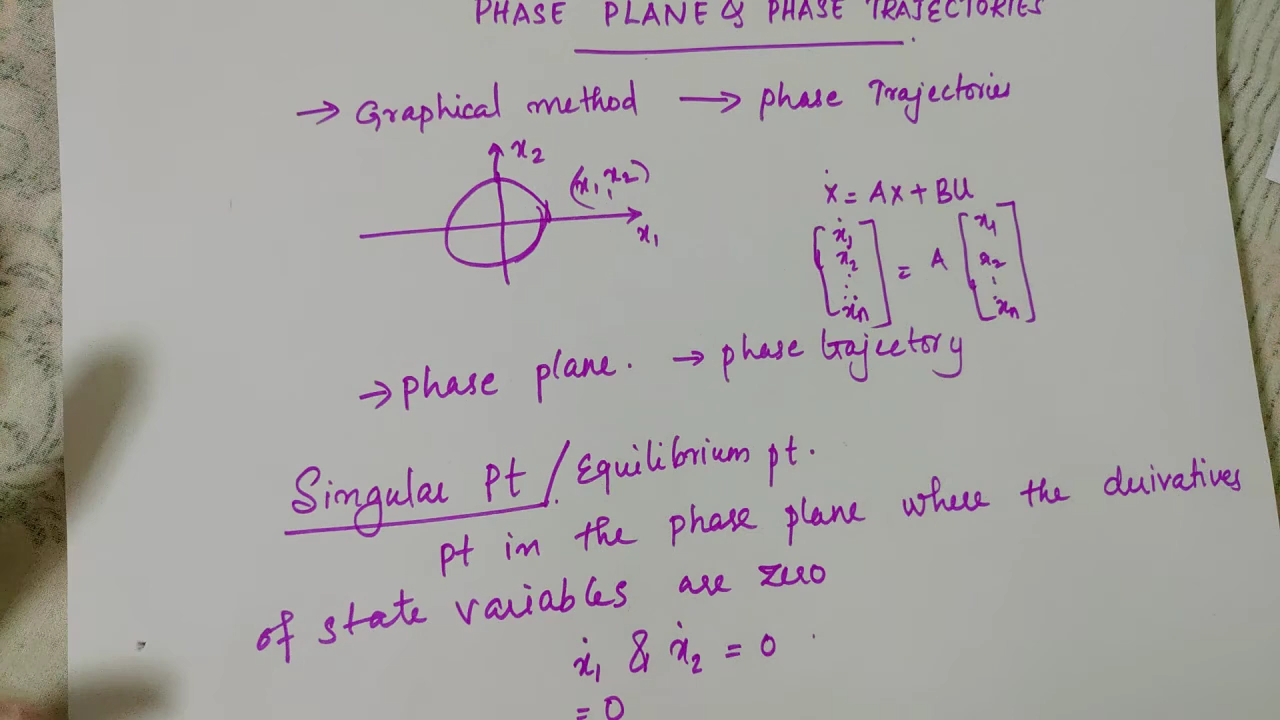 PHASE PLANE & PHASE TRAJECTORIES
→ Graphical method → phase Trajectories
x₂
(x₁, x₂)
x₁
ẋ = AX + BU
[ẋ₁ ẋ₂ ⋮ ẋₙ] = A [x₁ x₂ ⋮ ẋₙ]
→ phase plane. → phase trajectory
Singular Pt / Equilibrium pt.
pt in the phase plane where the derivatives
of state variables are zero
ẋ₁ & ẋ₂ = 0
= 0